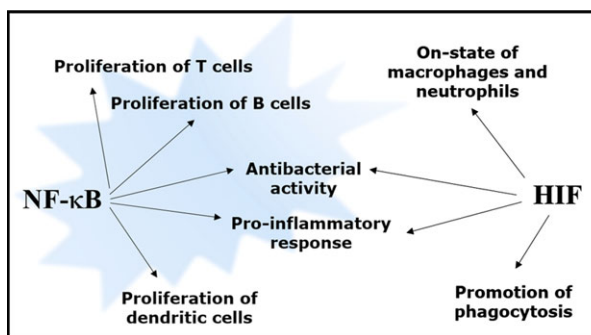 Proliferation of T cells
Proliferation of B cells
On-state of
macrophages and
neutrophils
Antibacterial
activity
NF-κB
HIF
Pro-inflammatory
response
Proliferation of
dendritic cells
Promotion of
phagocytosis